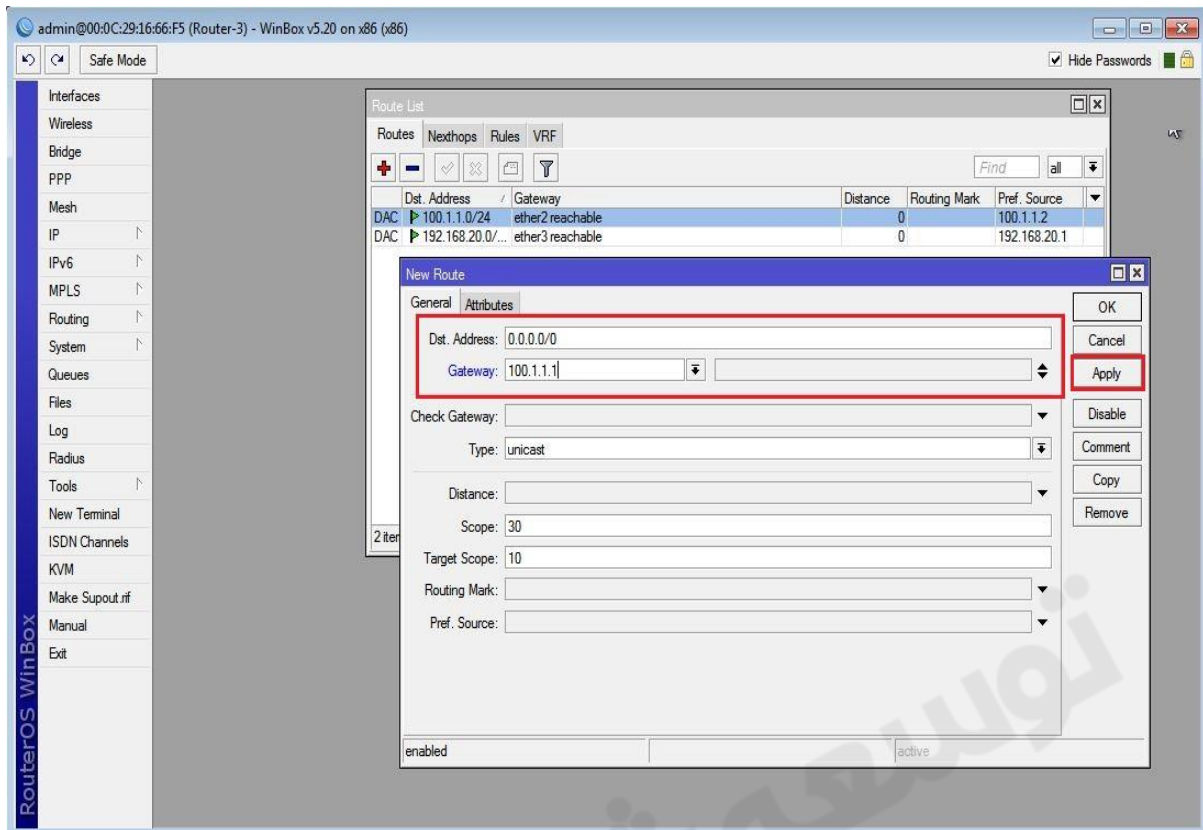 admin@00:0C:29:16:66:F5 (Router-3) - WinBox v5.20 on x86 (x86)
Safe Mode
Hide Passwords
Interfaces
Wireless
Bridge
PPP
Mesh
IP
IPv6
MPLS
Routing
System
Queues
Files
Log
Radius
Tools
New Terminal
ISDN Channels
KVM
Make Supout.rif
Manual
Exit
RouterOS WinBox
Route List
Routes Nexthops Rules VRF
Find all
Dst. Address / Gateway Distance Routing Mark Pref. Source
DAC 100.1.1.0/24 ether2 reachable 0 100.1.1.2
DAC 192.168.20.0/... ether3 reachable 0 192.168.20.1
2 iter
New Route
General Attributes
Dst. Address: 0.0.0.0/0
Gateway: 100.1.1.1
Check Gateway:
Type: unicast
Distance:
Scope: 30
Target Scope: 10
Routing Mark:
Pref. Source:
enabled active
OK
Cancel
Apply
Disable
Comment
Copy
Remove
توسعه